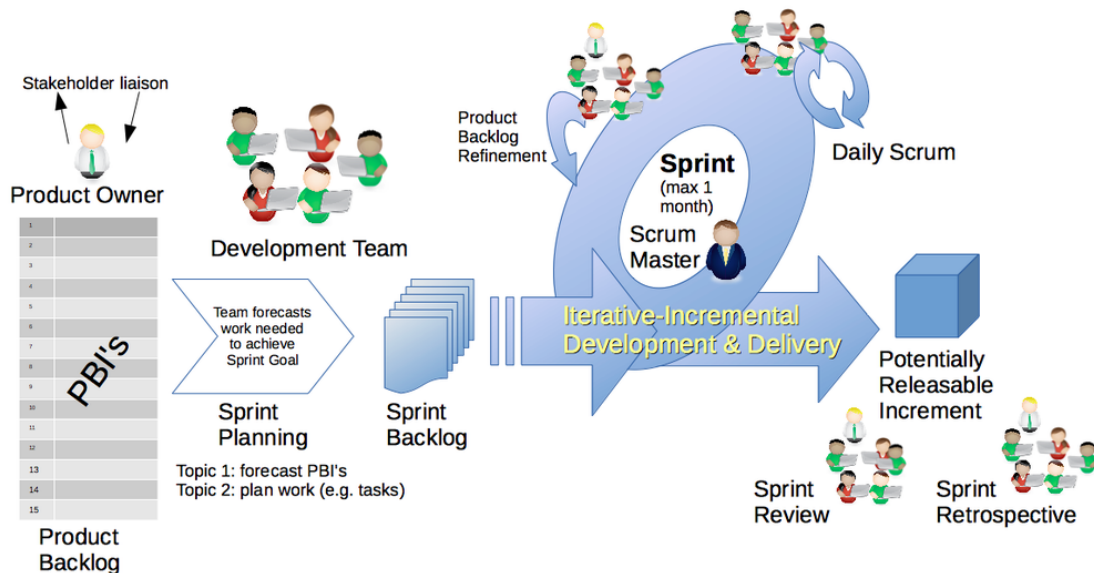 Stakeholder liaison
Product Owner
1
2
3
4
5
6
7
8
9
10
11
12
13
14
15
PBI's
Product
Backlog
Development Team
Team forecasts
work needed
to achieve
Sprint Goal
Sprint
Planning
Topic 1: forecast PBI's
Topic 2: plan work (e.g. tasks)
Sprint
Backlog
Product
Backlog
Refinement
Sprint
(max 1
month)
Scrum
Master
Daily Scrum
Iterative-Incremental
Development & Delivery
Potentially
Releasable
Increment
Sprint
Review
Sprint
Retrospective